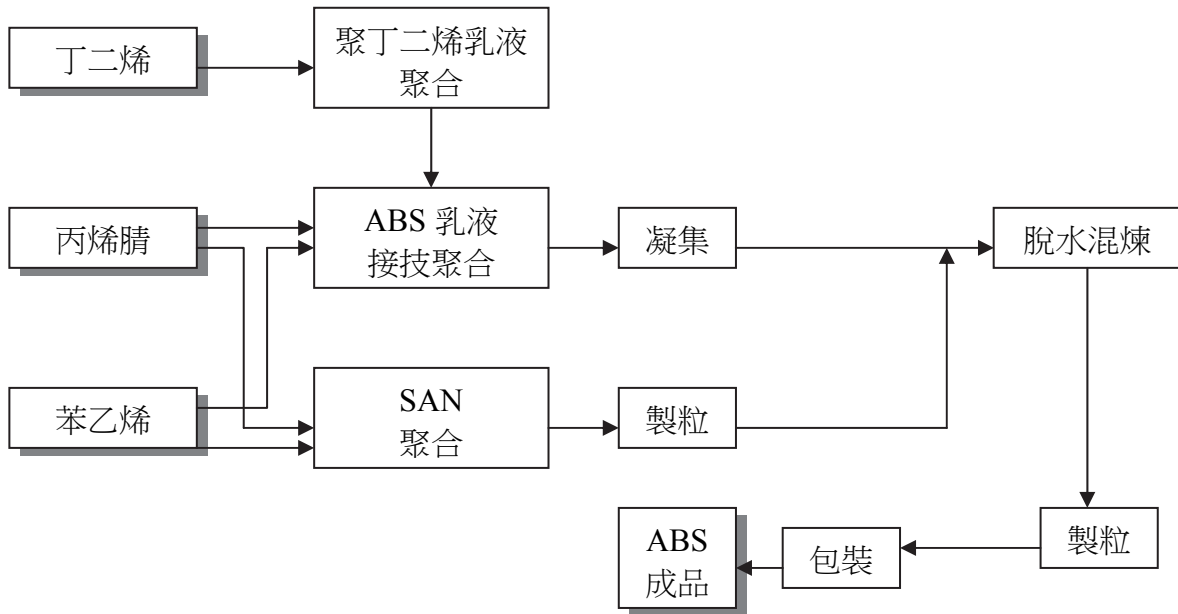 丁二烯
聚丁二烯乳液
聚合
丙烯腈
ABS 乳液
接技聚合
凝集
脫水混煉
苯乙烯
SAN
聚合
製粒
ABS
成品
包裝
製粒